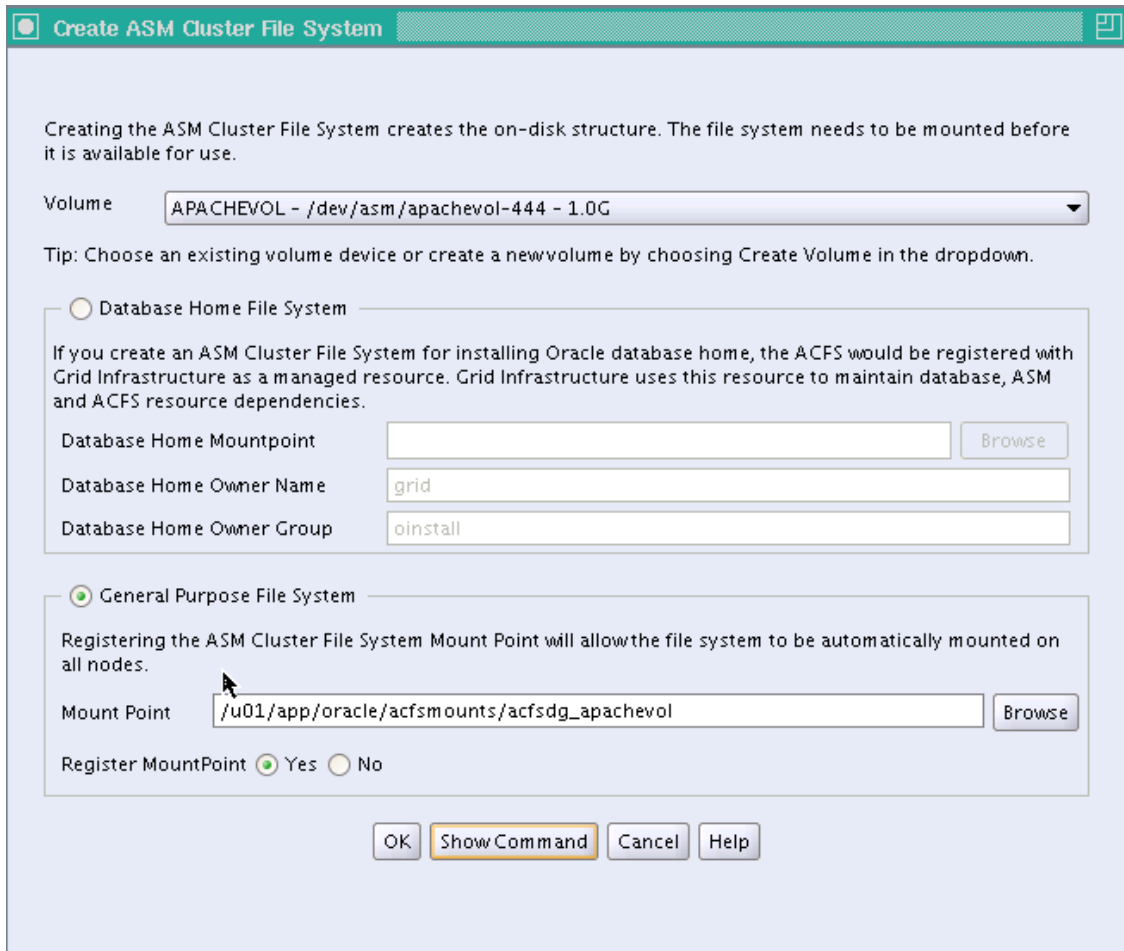 Create ASM Cluster File System
Creating the ASM Cluster File System creates the on-disk structure. The file system needs to be mounted before
it is available for use.
Volume APACHEVOL - /dev/asm/apachevol-444 - 1.0G
Tip: Choose an existing volume device or create a new volume by choosing Create Volume in the dropdown.
Database Home File System
If you create an ASM Cluster File System for installing Oracle database home, the ACFS would be registered with
Grid Infrastructure as a managed resource. Grid Infrastructure uses this resource to maintain database, ASM
and ACFS resource dependencies.
Database Home Mountpoint Browse
Database Home Owner Name grid
Database Home Owner Group oinstall
General Purpose File System
Registering the ASM Cluster File System Mount Point will allow the file system to be automatically mounted on
all nodes.
Mount Point /u01/app/oracle/acfsmounts/acfsdg_apachevol Browse
Register MountPoint Yes No
OK Show Command Cancel Help